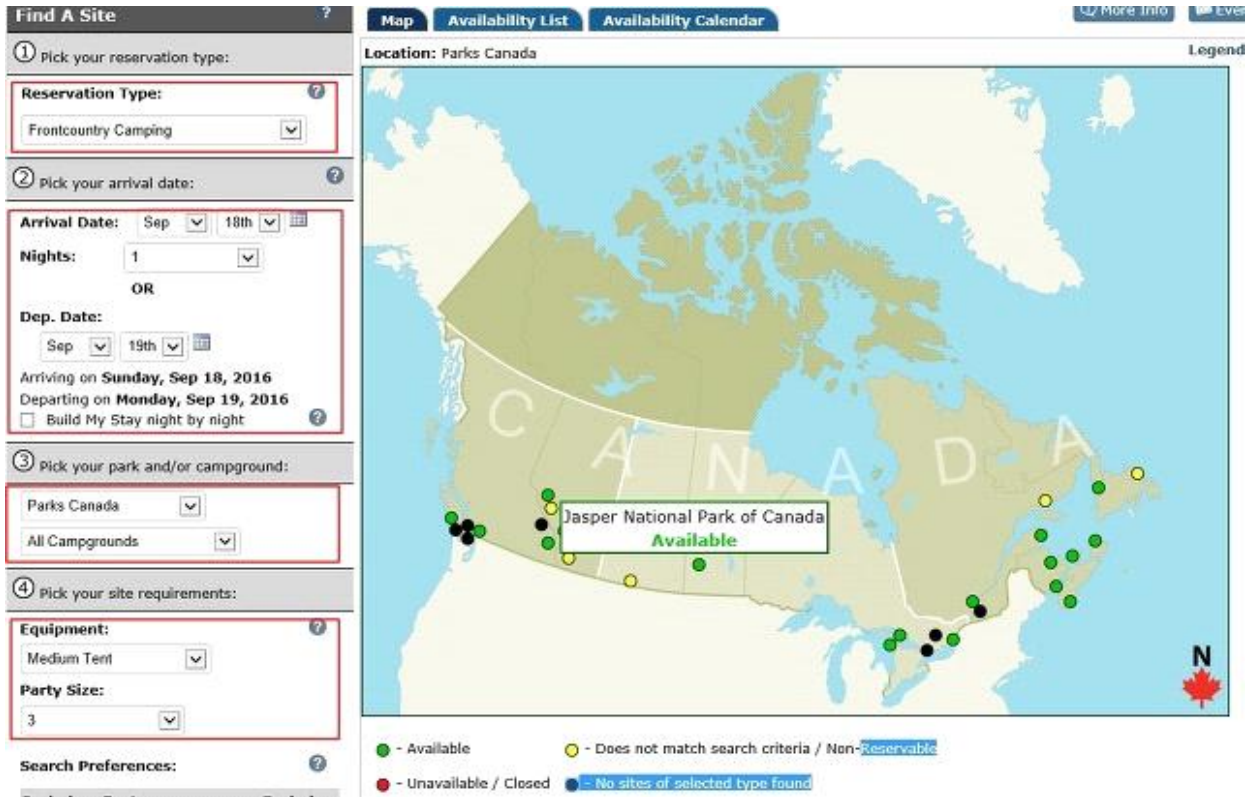 Find A Site ?
① Pick your reservation type:
Reservation Type: ?
Frontcountry Camping
② Pick your arrival date: ?
Arrival Date: Sep 18th
Nights: 1
OR
Dep. Date:
Sep 19th
Arriving on Sunday, Sep 18, 2016
Departing on Monday, Sep 19, 2016
Build My Stay night by night ?
③ Pick your park and/or campground:
Parks Canada
All Campgrounds
④ Pick your site requirements:
Equipment: ?
Medium Tent
Party Size:
3
Search Preferences: ?
Map Availability List Availability Calendar
More Info
Location: Parks Canada Legend
CANADA
Jasper National Park of Canada
Available
N
- Available - Does not match search criteria / Non-Reservable
- Unavailable / Closed - No sites of selected type found